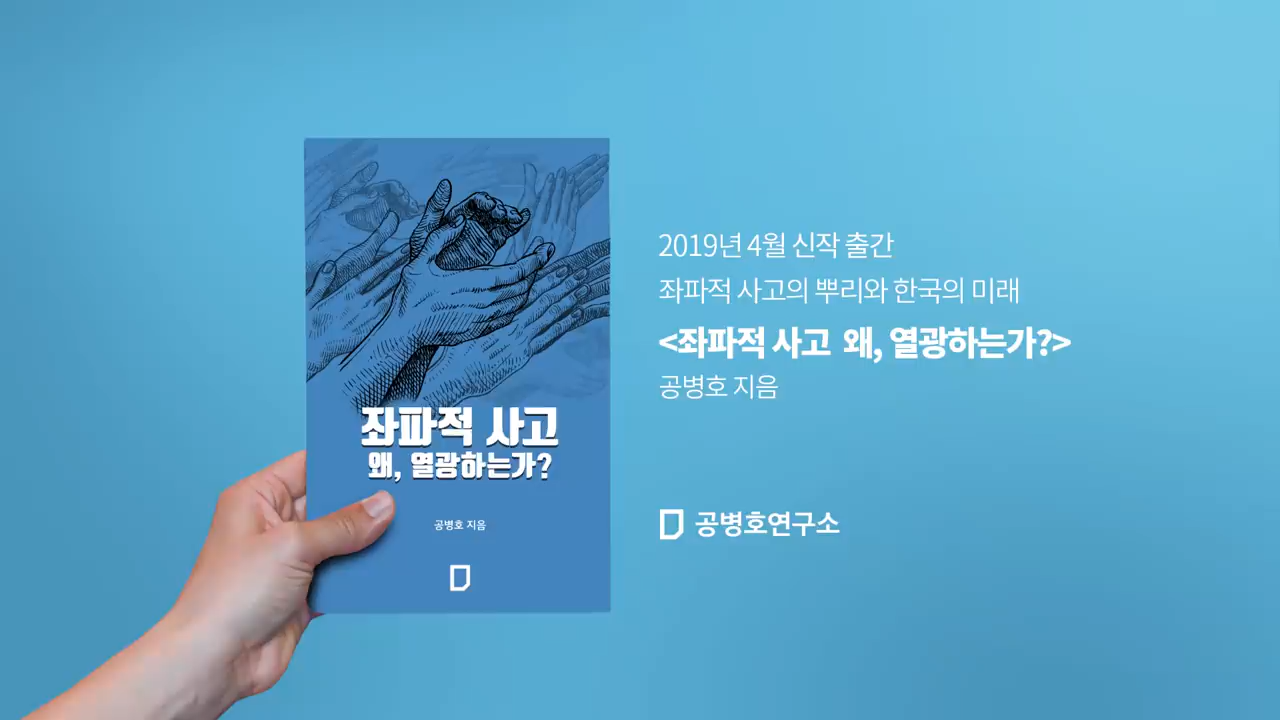 좌파적 사고
왜, 열광하는가?
공병호 지음
2019년 4월 신작 출간
좌파적 사고의 뿌리와 한국의 미래
<좌파적 사고 왜, 열광하는가?>
공병호 지음
공병호연구소